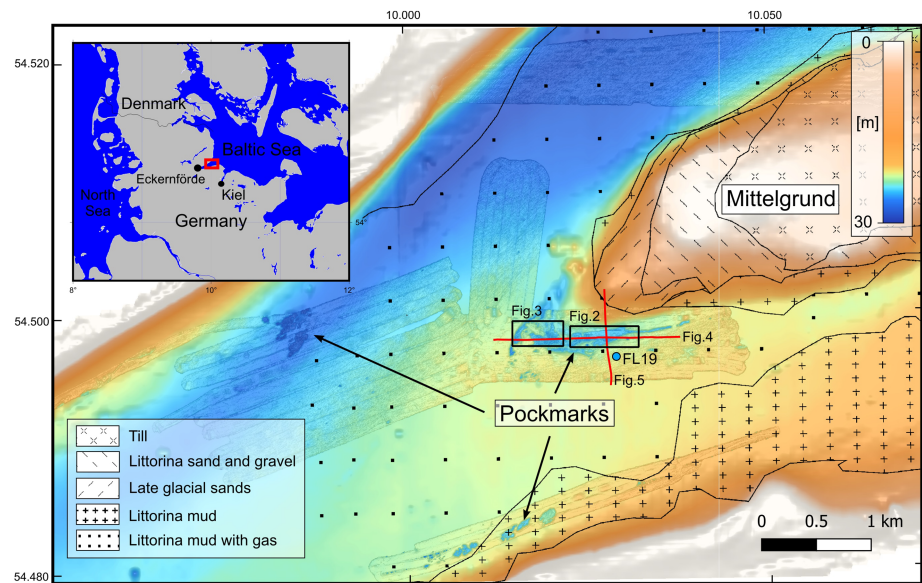 10.000
10.050
54.520
54.500
54.480
Denmark
Baltic Sea
Eckernförde
Kiel
North
Sea
Germany
54°
8°
10°
12°
0
[m]
30
Mittelgrund
Fig.3
Fig.2
Fig.4
FL19
Fig.5
Pockmarks
Till
Littorina sand and gravel
Late glacial sands
Littorina mud
Littorina mud with gas
0 0.5 1 km